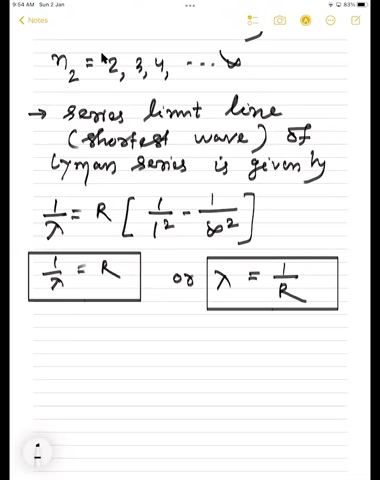 9:54 AM Sun 2 Jan
83%
Notes
n₂ = 2, 3, 4, ... ∞
→ series limit line
(shortest wave) of
Lyman series is given by
1/λ = R [ 1/1² - 1/∞² ]
1/λ = R or λ = 1/R